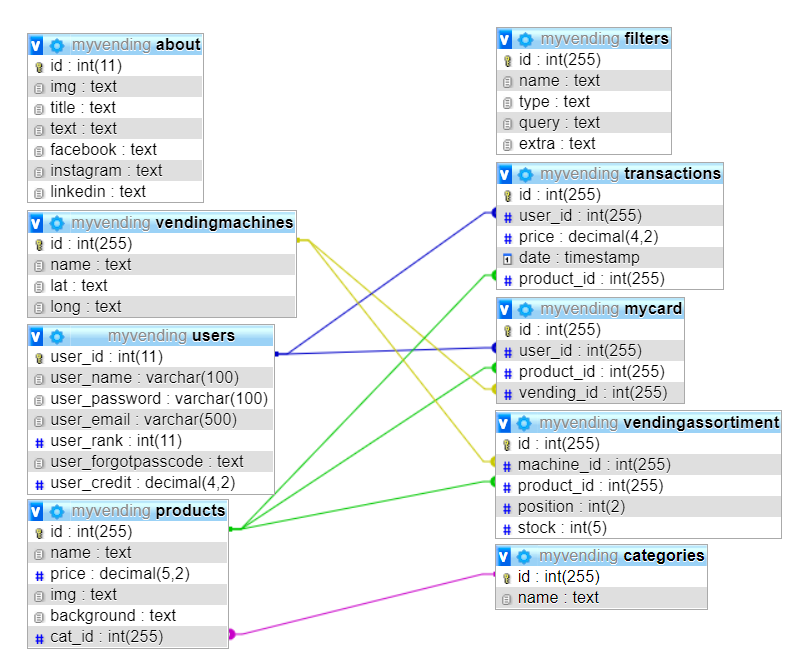 v myvending about
id : int(11)
img : text
title : text
text : text
facebook : text
instagram : text
linkedin : text
v myvending vendingmachines
id : int(255)
name : text
lat : text
long : text
v myvending users
user_id : int(11)
user_name : varchar(100)
user_password : varchar(100)
user_email : varchar(500)
# user_rank : int(11)
user_forgotpasscode : text
# user_credit : decimal(4,2)
v myvending products
id : int(255)
name : text
# price : decimal(5,2)
img : text
background : text
# cat_id : int(255)
v myvending filters
id : int(255)
name : text
type : text
query : text
extra : text
v myvending transactions
id : int(255)
# user_id : int(255)
# price : decimal(4,2)
date : timestamp
# product_id : int(255)
v myvending mycard
id : int(255)
# user_id : int(255)
# product_id : int(255)
# vending_id : int(255)
v myvending vendingassortiment
id : int(255)
# machine_id : int(255)
# product_id : int(255)
# position : int(2)
# stock : int(5)
v myvending categories
id : int(255)
name : text